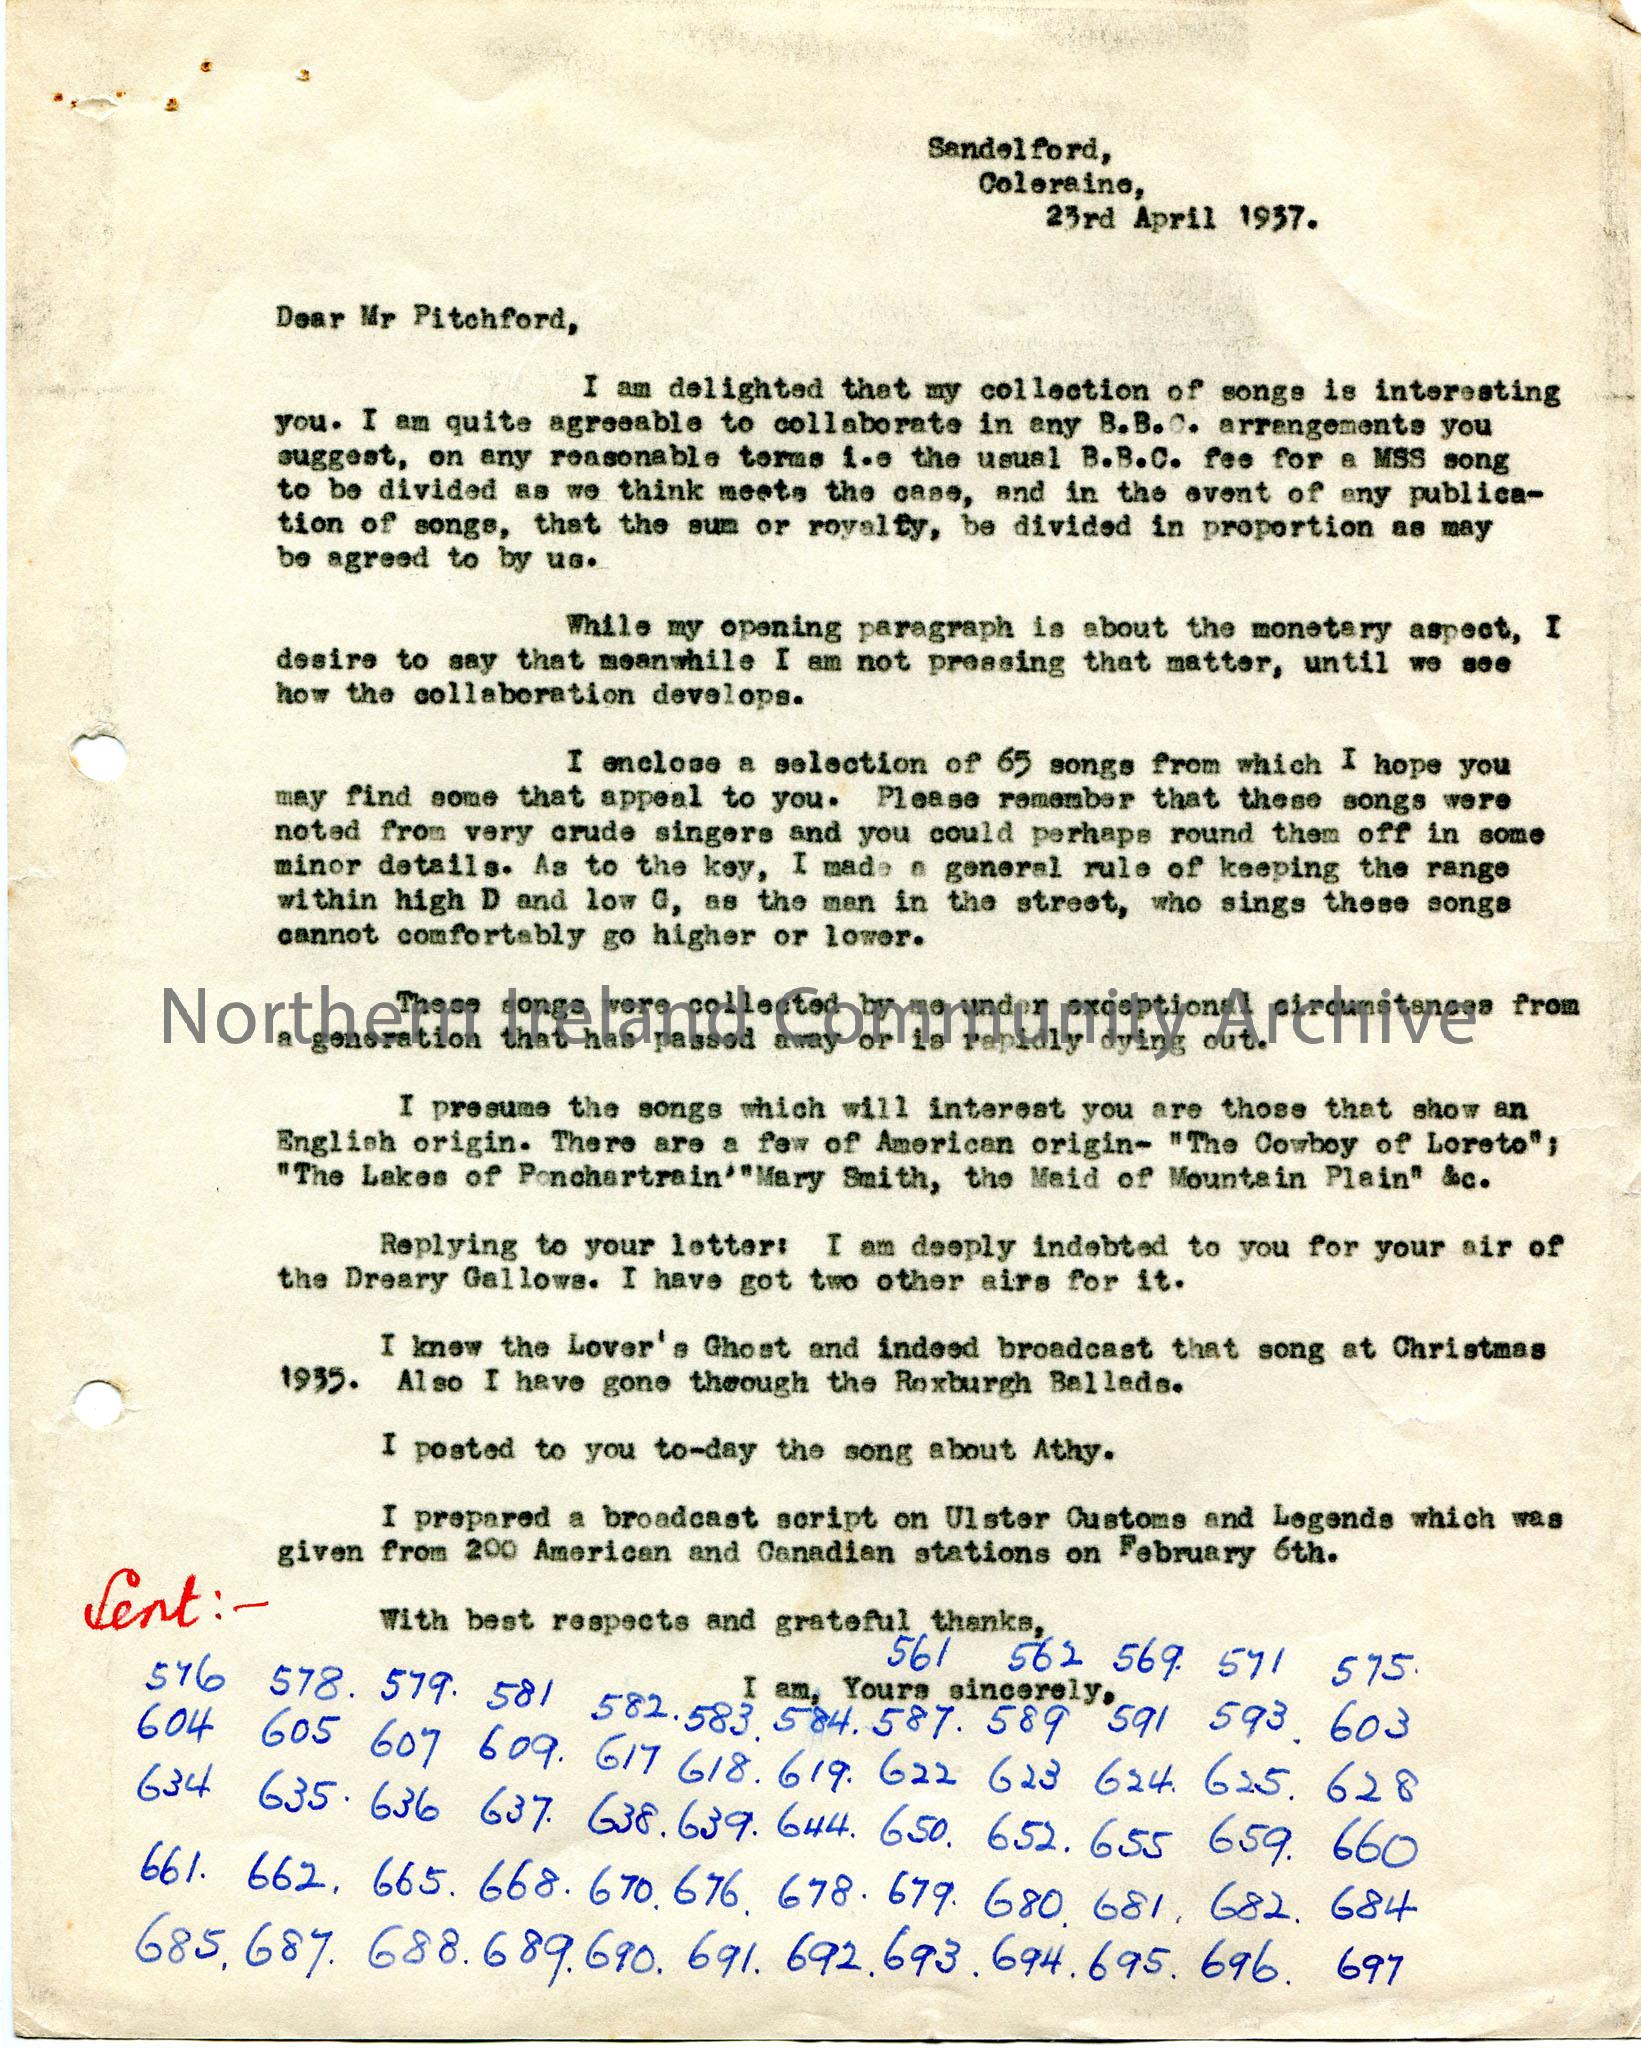 Sandelford,
Coleraine,
23rd April 1937.
Dear Mr Pitchford,
I am delighted that my collection of songs is interesting
you. I am quite agreeable to collaborate in any B.B.C. arrangements you
suggest, on any reasonable terms i.e the usual B.B.C. fee for a MSS song
to be divided as we think meets the case, and in the event of any publica-
tion of songs, that the sum or royalty, be divided in proportion as may
be agreed to by us.
While my opening paragraph is about the monetary aspect, I
desire to say that meanwhile I am not pressing that matter, until we see
how the collaboration develops.
I enclose a selection of 65 songs from which I hope you
may find some that appeal to you. Please remember that these songs were
noted from very crude singers and you could perhaps round them off in some
minor details. As to the key, I made a general rule of keeping the range
within high D and low G, as the man in the street, who sings these songs
cannot comfortably go higher or lower.
These songs were collected by me under exceptional circumstances from
a generation that has passed away or is rapidly dying out.
Northern Ireland Community Archive
I presume the songs which will interest you are those that show an
English origin. There are a few of American origin- "The Cowboy of Loreto";
"The Lakes of Ponchartrain'"Mary Smith, the Maid of Mountain Plain" &c.
Replying to your letter: I am deeply indebted to you for your air of
the Dreary Gallows. I have got two other airs for it.
I knew the Lover's Ghost and indeed broadcast that song at Christmas
1935. Also I have gone through the Roxburgh Ballads.
I posted to you to-day the song about Athy.
I prepared a broadcast script on Ulster Customs and Legends which was
given from 200 American and Canadian stations on February 6th.
Sent:-
With best respects and grateful thanks,
561 562 569. 571 575.
I am, Yours sincerely,
576 578. 579. 581 582. 583. 584. 587. 589 591 593. 603
604 605 607 609. 617 618. 619. 622 623 624. 625. 628
634 635. 636 637. 638. 639. 644. 650. 652. 655 659. 660
661. 662. 665. 668. 670. 676. 678. 679. 680. 681. 682. 684
685. 687. 688. 689. 690. 691. 692. 693. 694. 695. 696. 697